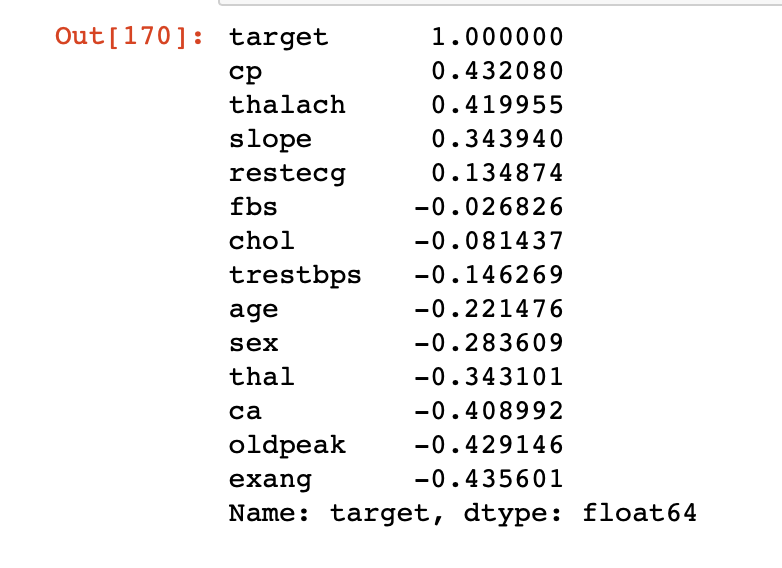 Out[170]: target 1.000000
cp 0.432080
thalach 0.419955
slope 0.343940
restecg 0.134874
fbs -0.026826
chol -0.081437
trestbps -0.146269
age -0.221476
sex -0.283609
thal -0.343101
ca -0.408992
oldpeak -0.429146
exang -0.435601
Name: target, dtype: float64